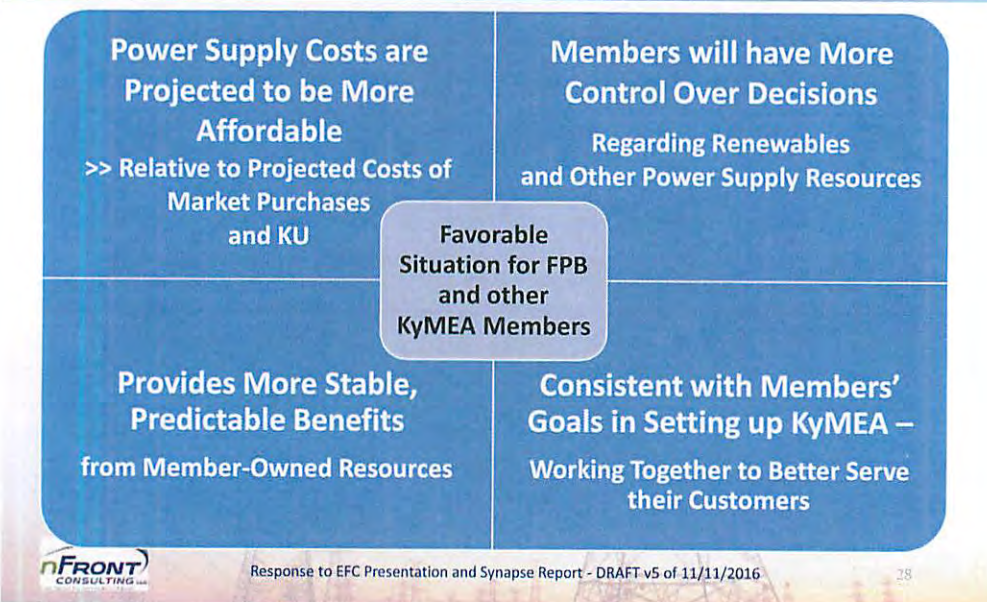 Power Supply Costs are
Projected to be More
Affordable
>> Relative to Projected Costs of
Market Purchases
and KU
Members will have More
Control Over Decisions
Regarding Renewables
and Other Power Supply Resources
Favorable
Situation for FPB
and other
KyMEA Members
Provides More Stable,
Predictable Benefits
from Member-Owned Resources
Consistent with Members’
Goals in Setting up KyMEA –
Working Together to Better Serve
their Customers
nFRONT
CONSULTING LLC
Response to EFC Presentation and Synapse Report - DRAFT v5 of 11/11/2016
28